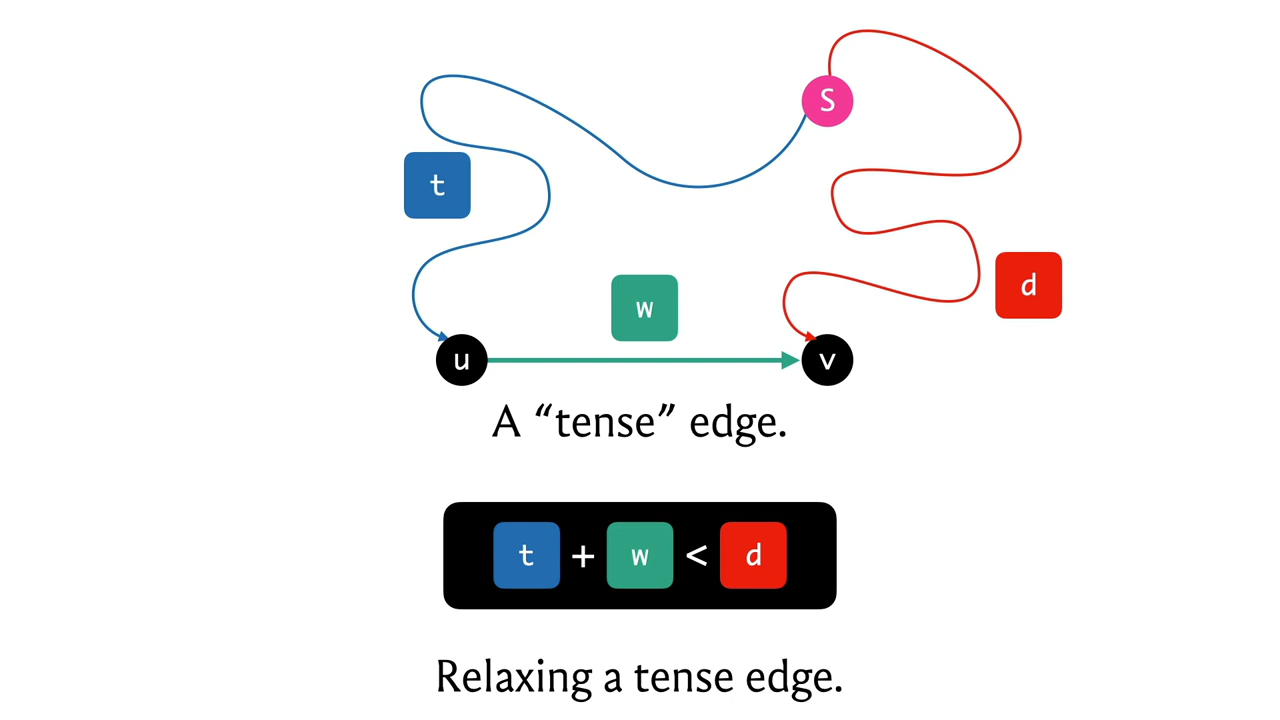 S
t
d
w
u
v
A “tense” edge.
t + w < d
Relaxing a tense edge.